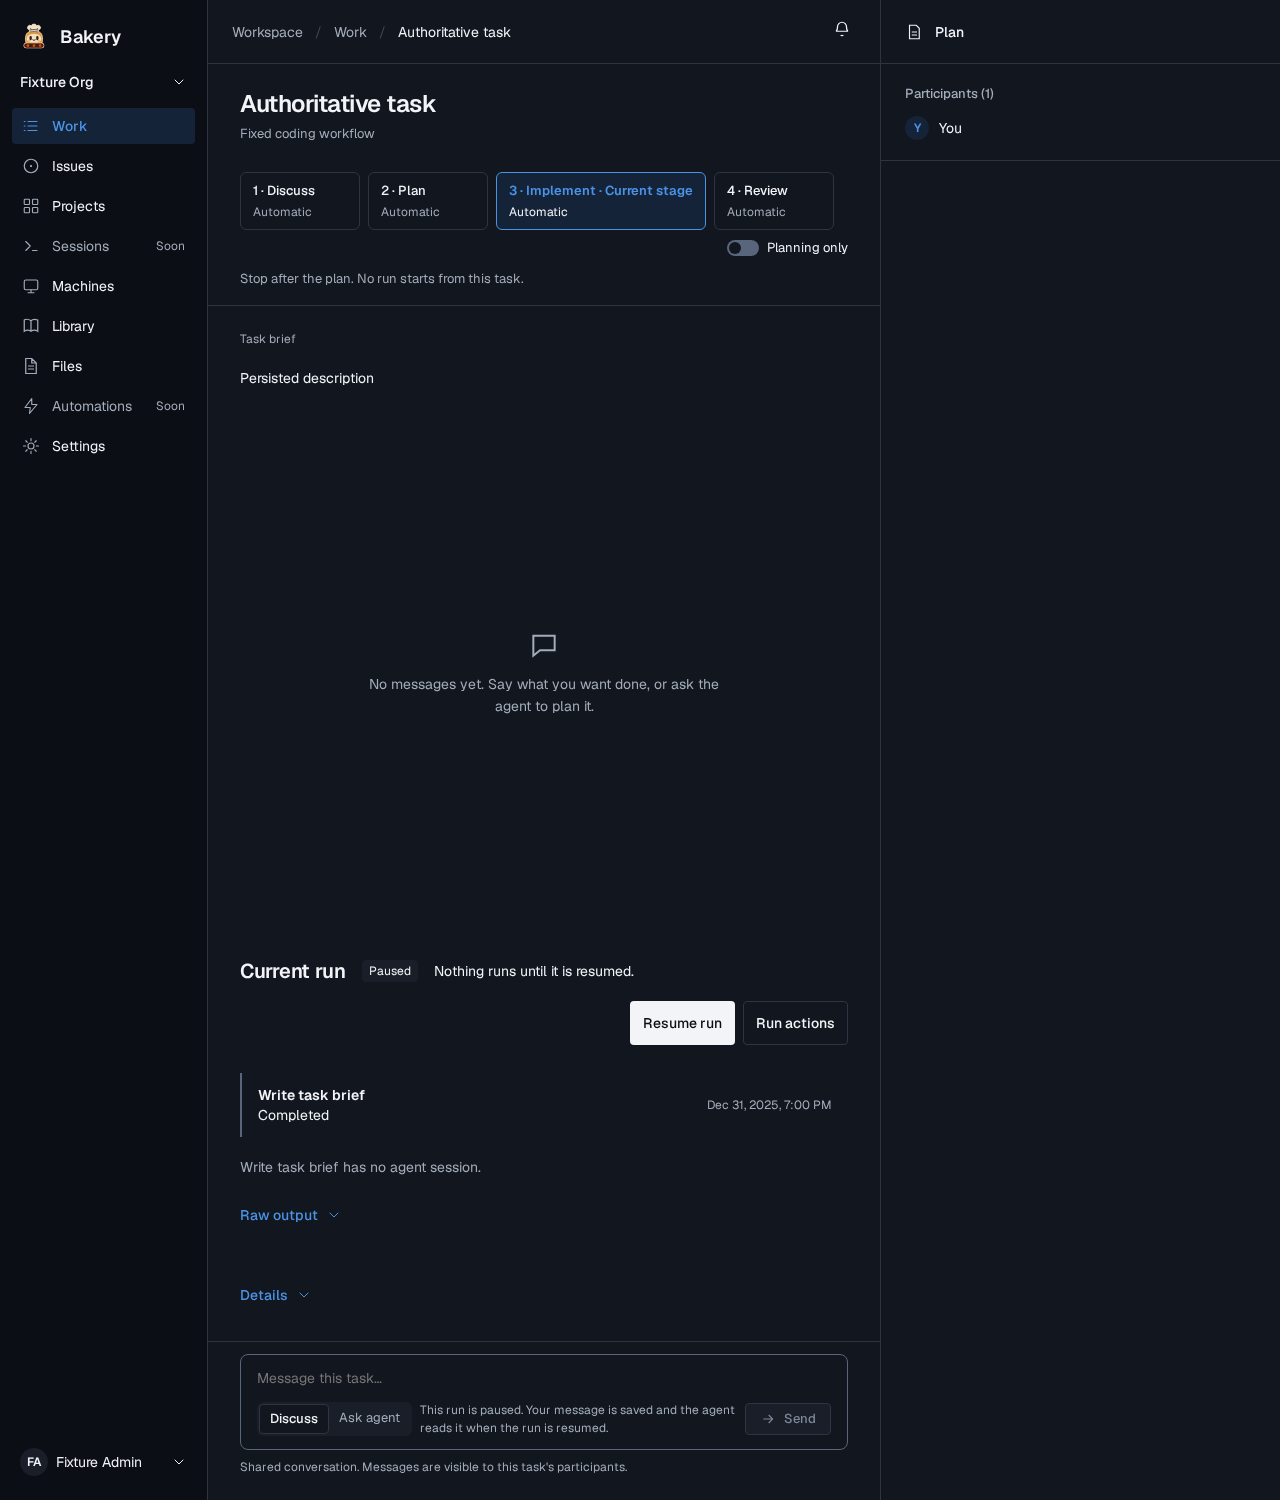 Bakery
Fixture Org
Work
Issues
Projects
Sessions
Soon
Machines
Library
Files
Automations
Soon
Settings
FA
Fixture Admin
Workspace / Work / Authoritative task
Authoritative task
Fixed coding workflow
1 · Discuss
Automatic
2 · Plan
Automatic
3 · Implement · Current stage
Automatic
4 · Review
Automatic
Planning only
Stop after the plan. No run starts from this task.
Task brief
Persisted description
No messages yet. Say what you want done, or ask the
agent to plan it.
Current run
Paused
Nothing runs until it is resumed.
Resume run
Run actions
Write task brief
Completed
Dec 31, 2025, 7:00 PM
Write task brief has no agent session.
Raw output
Details
Message this task...
Discuss
Ask agent
This run is paused. Your message is saved and the agent
reads it when the run is resumed.
Send
Shared conversation. Messages are visible to this task's participants.
Plan
Participants (1)
Y
You